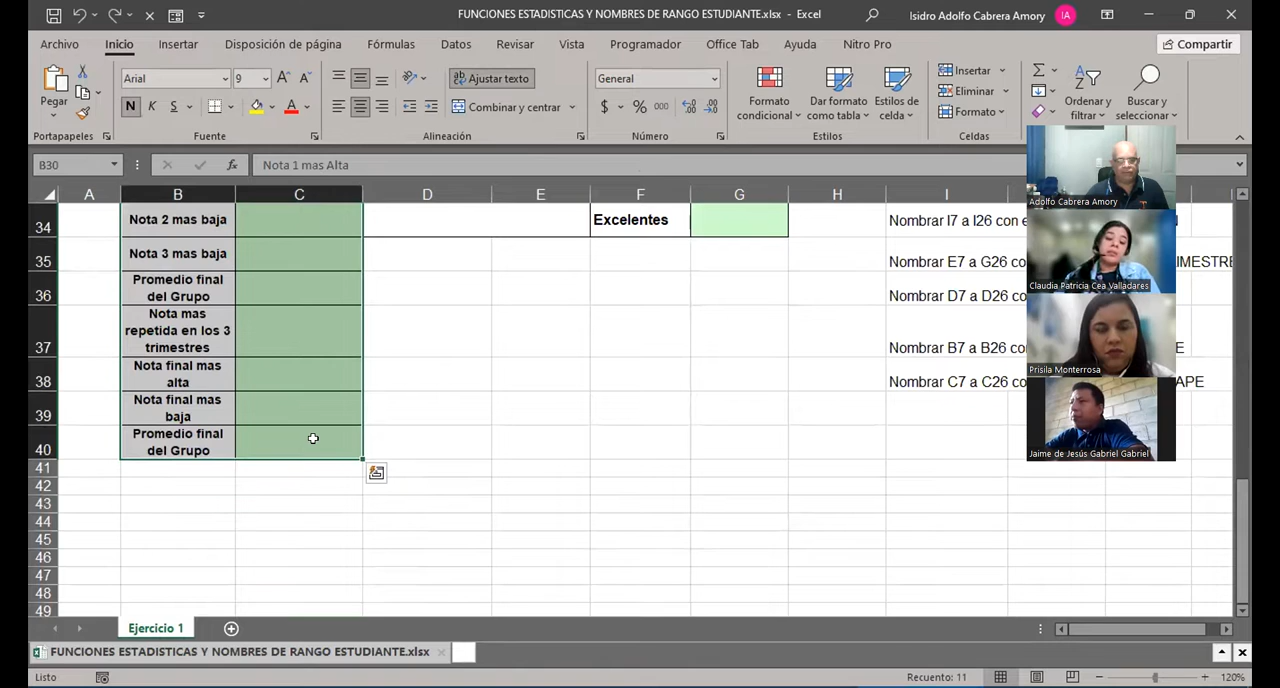 FUNCIONES ESTADISTICAS Y NOMBRES DE RANGO ESTUDIANTE.xlsx - Excel
Isidro Adolfo Cabrera Amory
IA
Archivo Inicio Insertar Disposición de página Fórmulas Datos Revisar Vista Programador Office Tab Ayuda Nitro Pro
Compartir
Pegar
Portapapeles
Arial 9
N K S
Fuente
Ajustar texto
Combinar y centrar
Alineación
General
$ % 000
Número
Formato condicional
Dar formato como tabla
Estilos de celda
Estilos
Insertar
Eliminar
Formato
Celdas
Ordenar y filtrar
Buscar y seleccionar
B30
fx
Nota 1 mas Alta
A B C D E F G H I
34 Nota 2 mas baja Excelentes Nombrar I7 a I26 con e
35 Nota 3 mas baja Nombrar E7 a G26 co TRIMESTRE
36 Promedio final del Grupo Nombrar D7 a D26 co
37 Nota mas repetida en los 3 trimestres Nombrar B7 a B26 co E
38 Nota final mas alta Nombrar C7 a C26 co APE
39 Nota final mas baja
40 Promedio final del Grupo
41
42
43
44
45
46
47
48
49
Adolfo Cabrera Amory
Claudia Patricia Cea Valladares
Prisila Monterrosa
Jaime de Jesús Gabriel Gabriel
Ejercicio 1
FUNCIONES ESTADISTICAS Y NOMBRES DE RANGO ESTUDIANTE.xlsx
Listo
Recuento: 11
120%